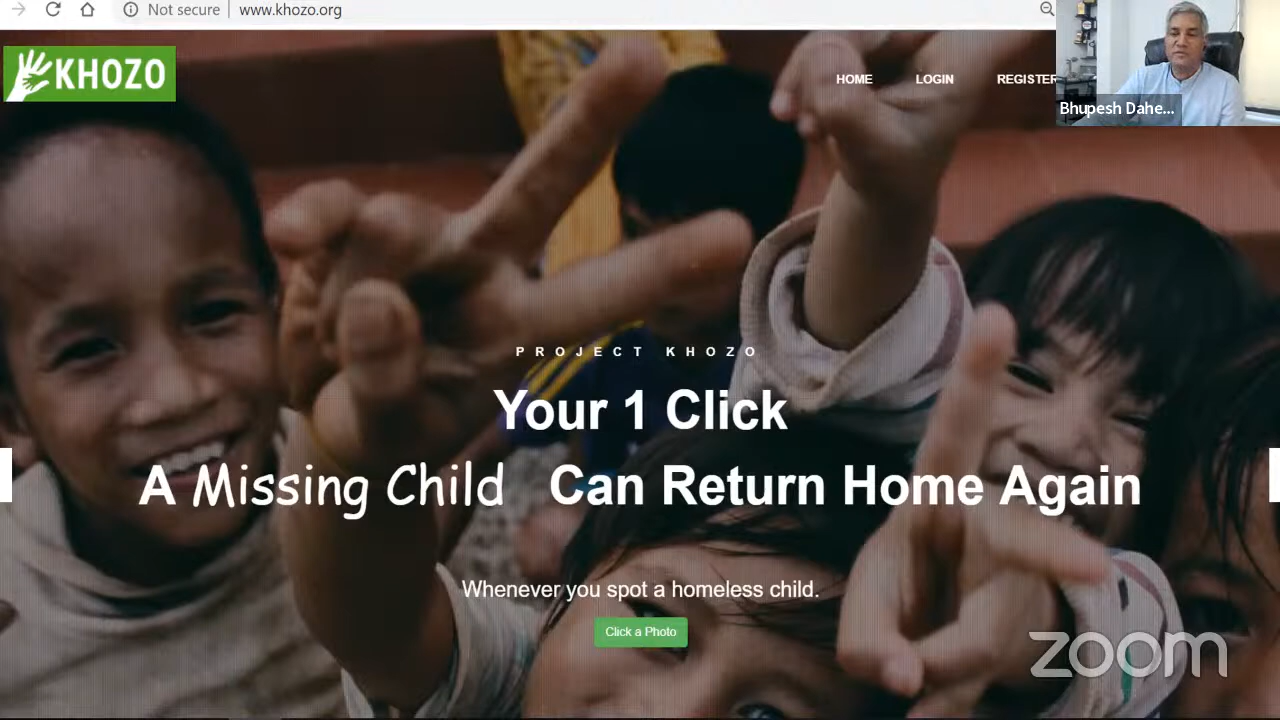 Not secure | www.khozo.org
KHOZO
HOME LOGIN REGISTER
Bhupesh Dahe...
PROJECT KHOZO
Your 1 Click
A Missing Child Can Return Home Again
Whenever you spot a homeless child.
Click a Photo
zoom